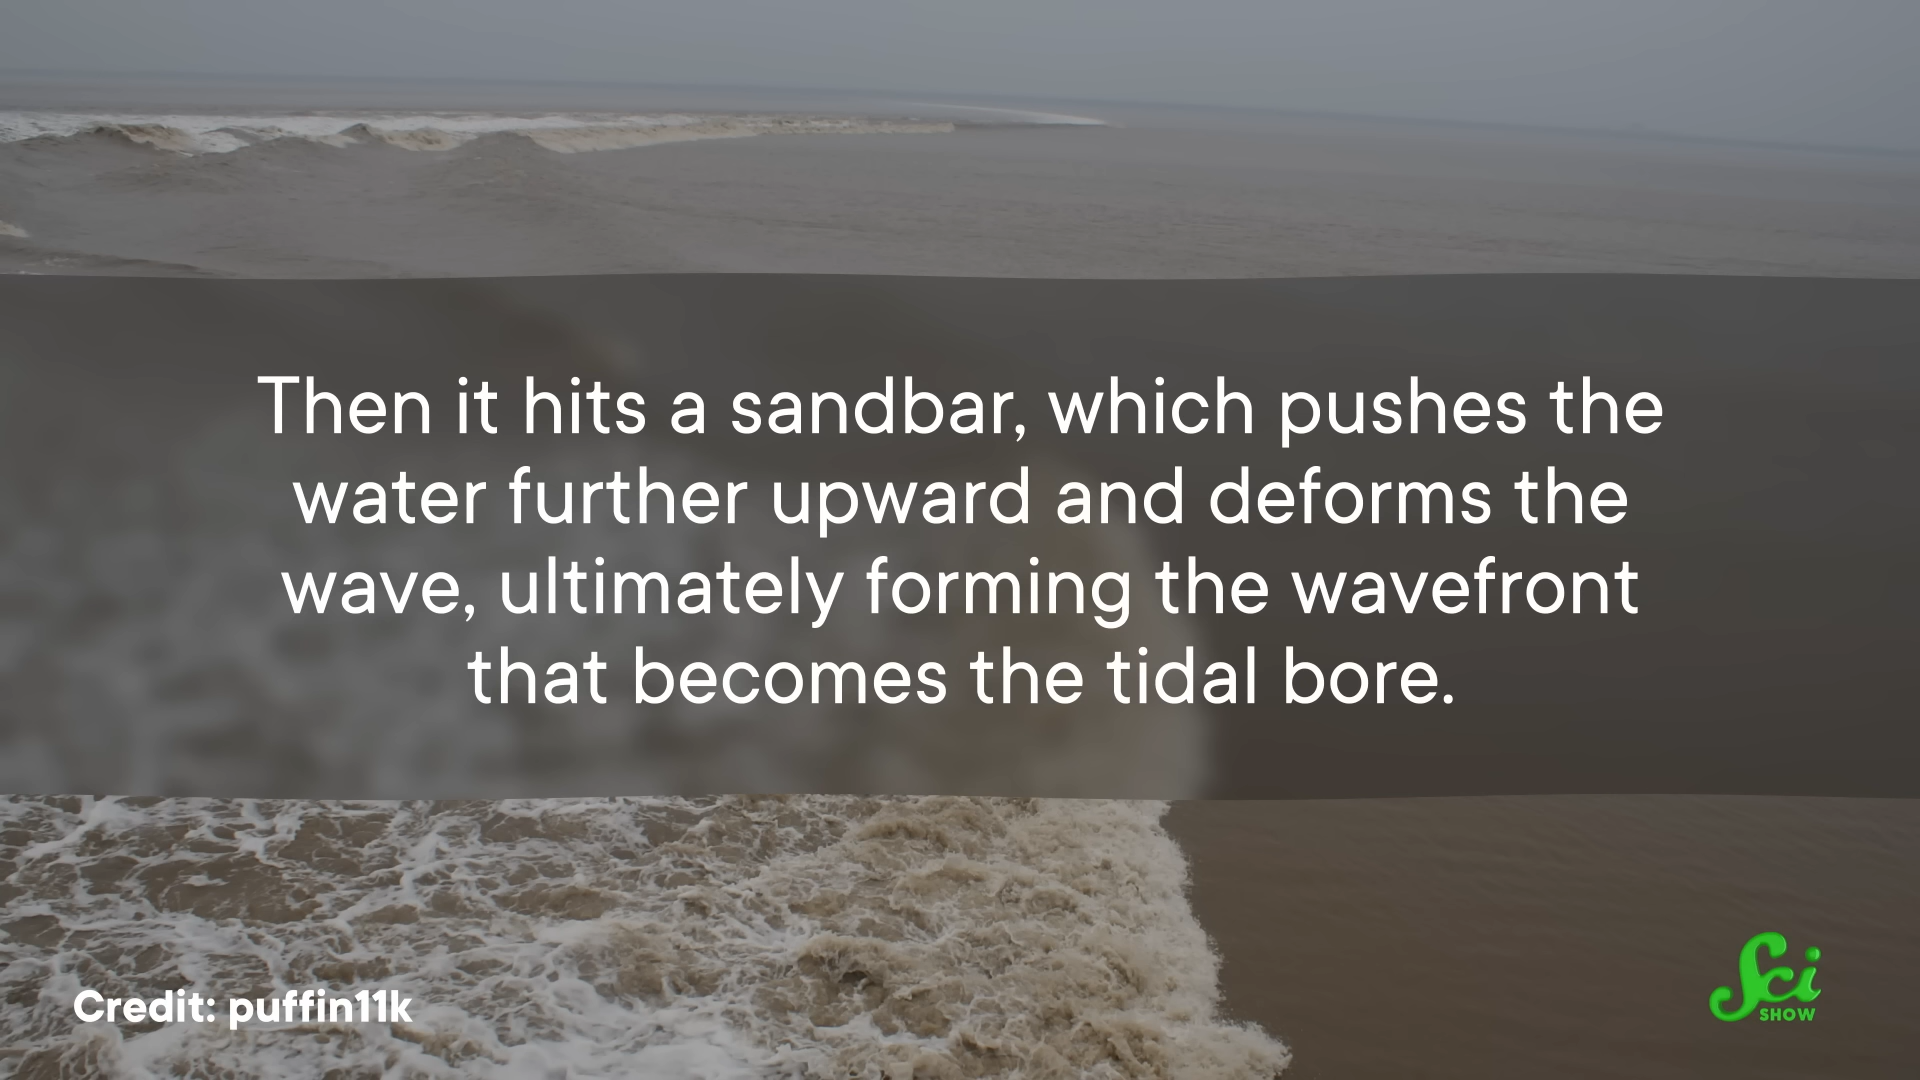 Then it hits a sandbar, which pushes the
water further upward and deforms the
wave, ultimately forming the wavefront
that becomes the tidal bore.
Credit: puffin11k
Sci
SHOW